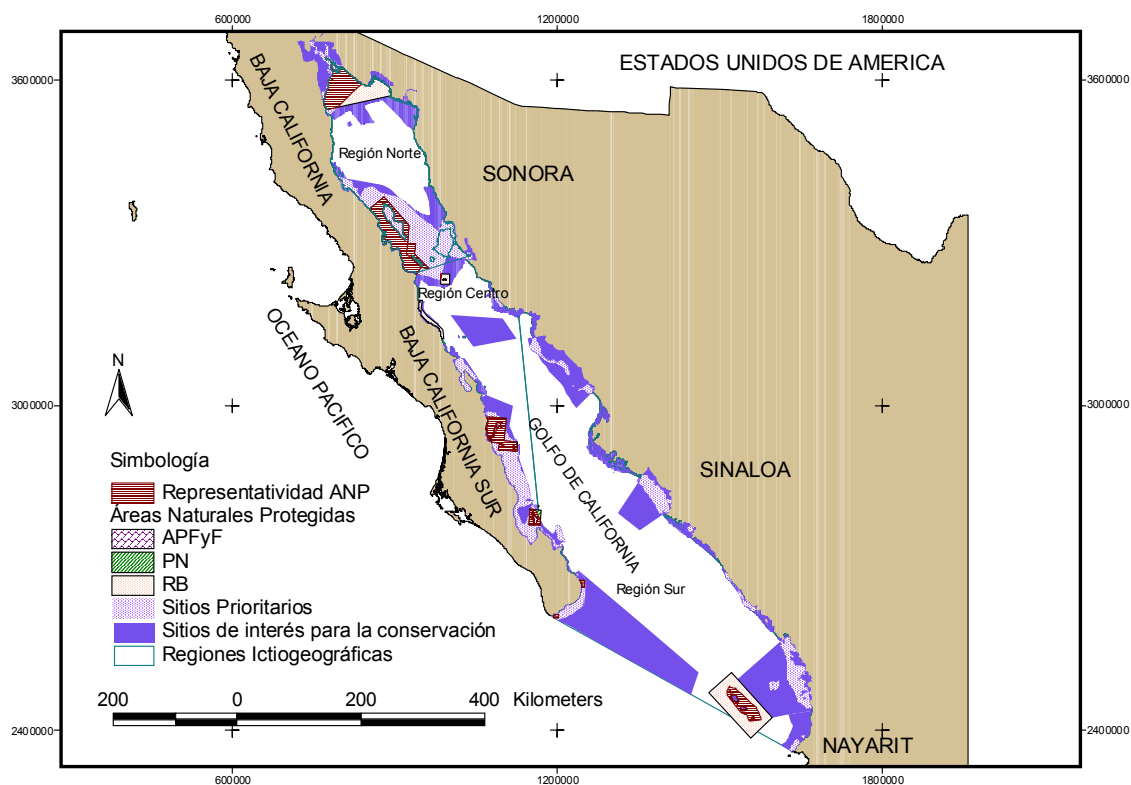 600000
1200000
1800000
3600000
3600000
ESTADOS UNIDOS DE AMERICA
BAJA CALIFORNIA
Región Norte
SONORA
Región Centro
OCEANO PACIFICO
BAJA CALIFORNIA SUR
N
3000000
3000000
GOLFO DE CALIFORNIA
SINALOA
Región Sur
Simbología
Representatividad ANP
Áreas Naturales Protegidas
APFyF
PN
RB
Sitios Prioritarios
Sitios de interés para la conservación
Regiones Ictiogeográficas
200 0 200 400 Kilometers
2400000
2400000
NAYARIT
600000
1200000
1800000